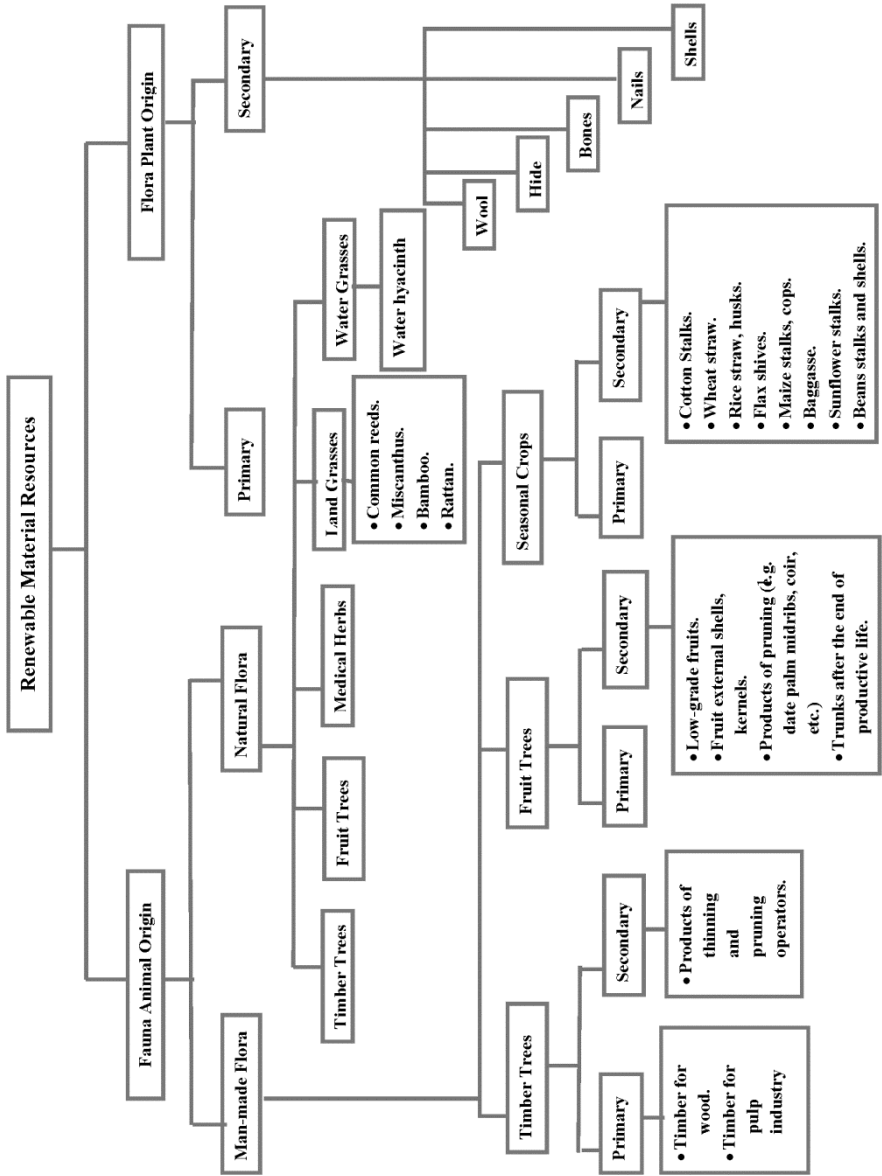 Renewable Material Resources
Fauna Animal Origin
Flora Plant Origin
Man-made Flora
Natural Flora
Primary
Secondary
Timber Trees
Fruit Trees
Medical Herbs
Land Grasses
Water Grasses
• Common reeds.
• Miscanthus.
• Bamboo.
• Rattan.
Water hyacinth
Wool
Hide
Bones
Nails
Shells
Timber Trees
Fruit Trees
Seasonal Crops
Primary
Secondary
Primary
Secondary
Primary
Secondary
• Timber for
wood.
• Timber for
pulp
industry
• Products of
thinning
and
pruning
operators.
• Low-grade fruits.
• Fruit external shells,
kernels.
• Products of pruning (e.g.
date palm midribs, coir,
etc.)
• Trunks after the end of
productive life.
• Cotton Stalks.
• Wheat straw.
• Rice straw, husks.
• Flax shives.
• Maize stalks, cops.
• Baggasse.
• Sunflower stalks.
• Beans stalks and shells.